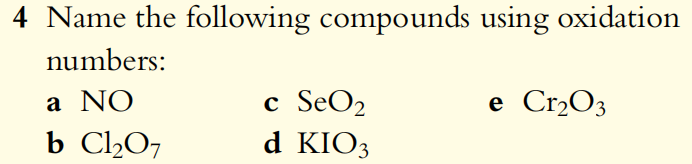 4 Name the following compounds using oxidation
numbers:
a NO c SeO₂ e Cr₂O₃
b Cl₂O₇ d KIO₃